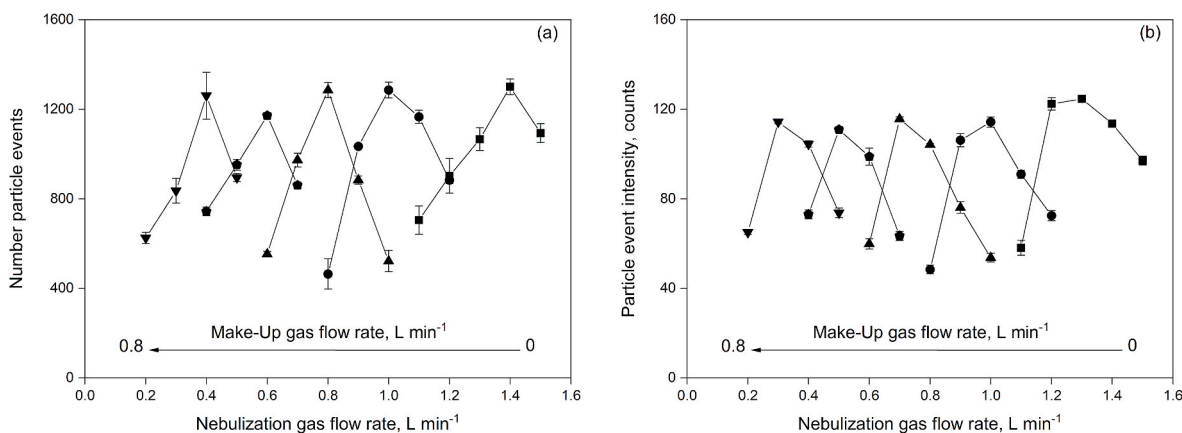 (a)
1600
1200
800
400
0
Number particle events
Make-Up gas flow rate, L min⁻¹
0.8
0
0.0 0.2 0.4 0.6 0.8 1.0 1.2 1.4 1.6
Nebulization gas flow rate, L min⁻¹
(b)
160
120
80
40
0
Particle event intensity, counts
Make-Up gas flow rate, L min⁻¹
0.8
0
0.0 0.2 0.4 0.6 0.8 1.0 1.2 1.4 1.6
Nebulization gas flow rate, L min⁻¹